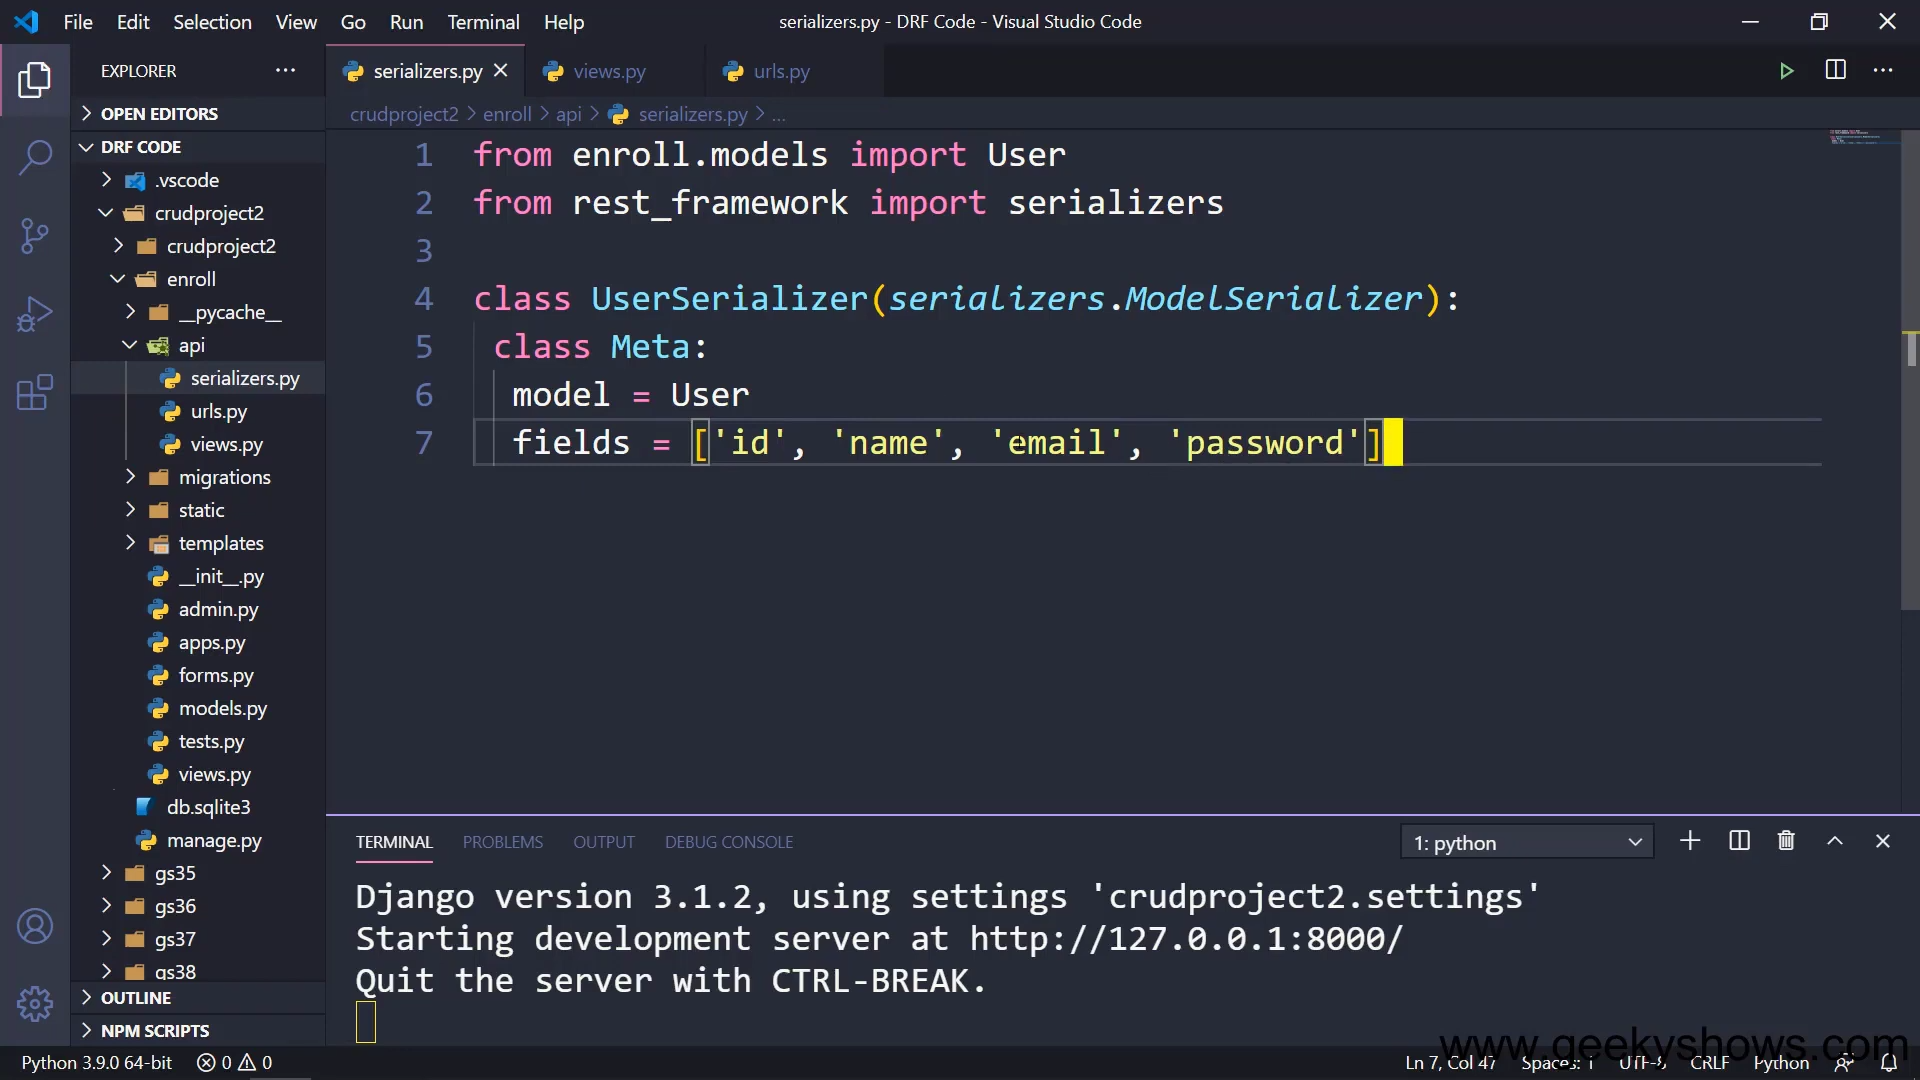 File Edit Selection View Go Run Terminal Help
serializers.py - DRF Code - Visual Studio Code
EXPLORER
serializers.py
views.py
urls.py
OPEN EDITORS
DRF CODE
.vscode
crudproject2
crudproject2
enroll
__pycache__
api
serializers.py
urls.py
views.py
migrations
static
templates
__init__.py
admin.py
apps.py
forms.py
models.py
tests.py
views.py
db.sqlite3
manage.py
gs35
gs36
gs37
gs38
OUTLINE
NPM SCRIPTS
crudproject2 > enroll > api > serializers.py > ...
1 from enroll.models import User
2 from rest_framework import serializers
3
4 class UserSerializer(serializers.ModelSerializer):
5 class Meta:
6 model = User
7 fields = ['id', 'name', 'email', 'password']
TERMINAL PROBLEMS OUTPUT DEBUG CONSOLE
1: python
Django version 3.1.2, using settings 'crudproject2.settings'
Starting development server at http://127.0.0.1:8000/
Quit the server with CTRL-BREAK.
www.geekyshows.com
Python 3.9.0 64-bit 0 0
Ln 7, Col 47 Spaces: 1 UTF-8 CRLF Python